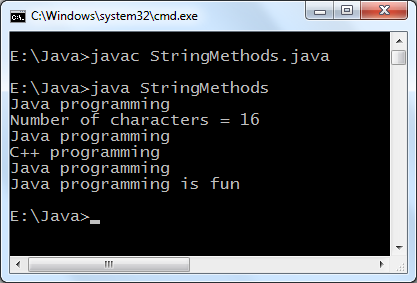 C:\Windows\system32\cmd.exe
E:\Java>javac StringMethods.java
E:\Java>java StringMethods
Java programming
Number of characters = 16
Java programming
C++ programming
Java programming
Java programming is fun
E:\Java>